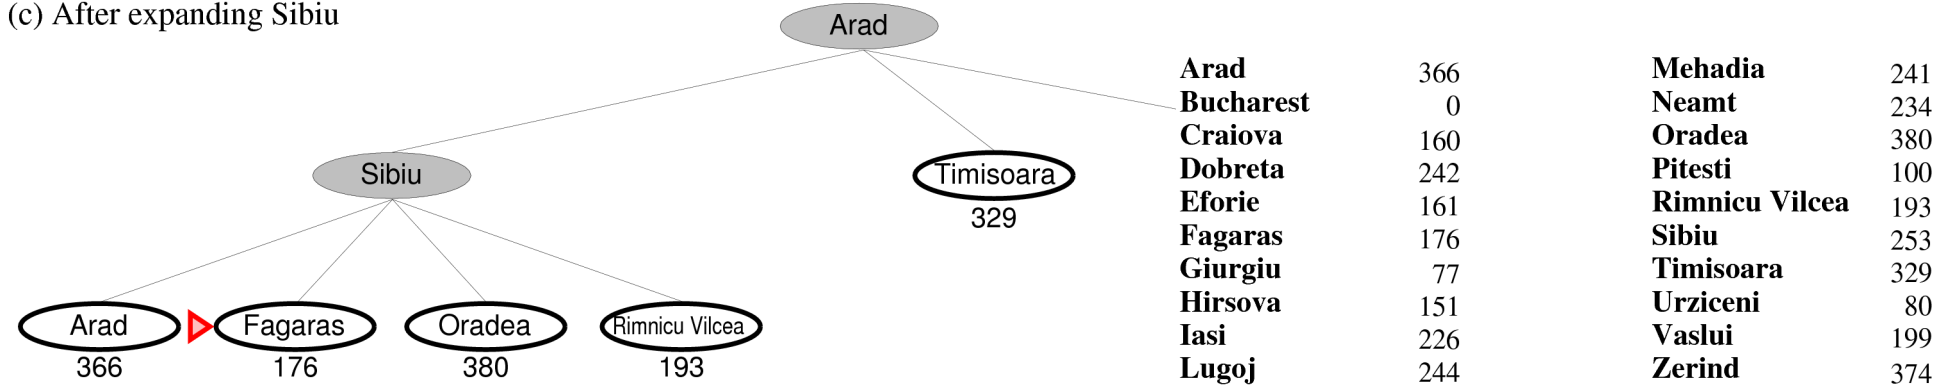 (c) After expanding Sibiu
Arad
Sibiu
Timisoara
329
Arad
366
Fagaras
176
Oradea
380
Rimnicu Vilcea
193
Arad 366
Bucharest 0
Craiova 160
Dobreta 242
Eforie 161
Fagaras 176
Giurgiu 77
Hirsova 151
Iasi 226
Lugoj 244
Mehadia 241
Neamt 234
Oradea 380
Pitesti 100
Rimnicu Vilcea 193
Sibiu 253
Timisoara 329
Urziceni 80
Vaslui 199
Zerind 374